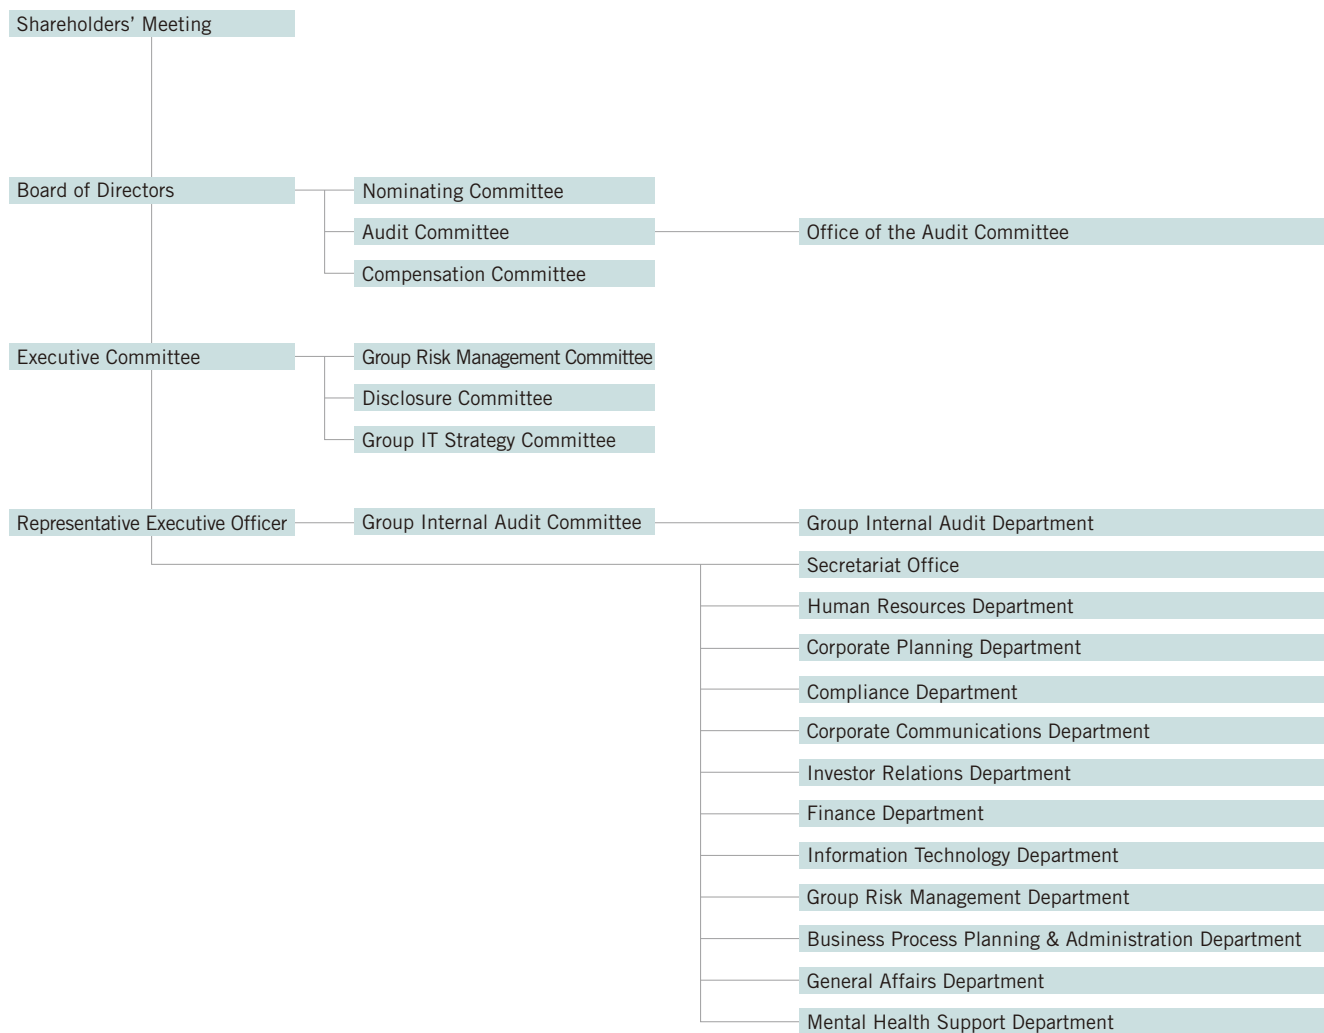 Shareholders’ Meeting
Board of Directors
Nominating Committee
Audit Committee
Office of the Audit Committee
Compensation Committee
Executive Committee
Group Risk Management Committee
Disclosure Committee
Group IT Strategy Committee
Representative Executive Officer
Group Internal Audit Committee
Group Internal Audit Department
Secretariat Office
Human Resources Department
Corporate Planning Department
Compliance Department
Corporate Communications Department
Investor Relations Department
Finance Department
Information Technology Department
Group Risk Management Department
Business Process Planning & Administration Department
General Affairs Department
Mental Health Support Department